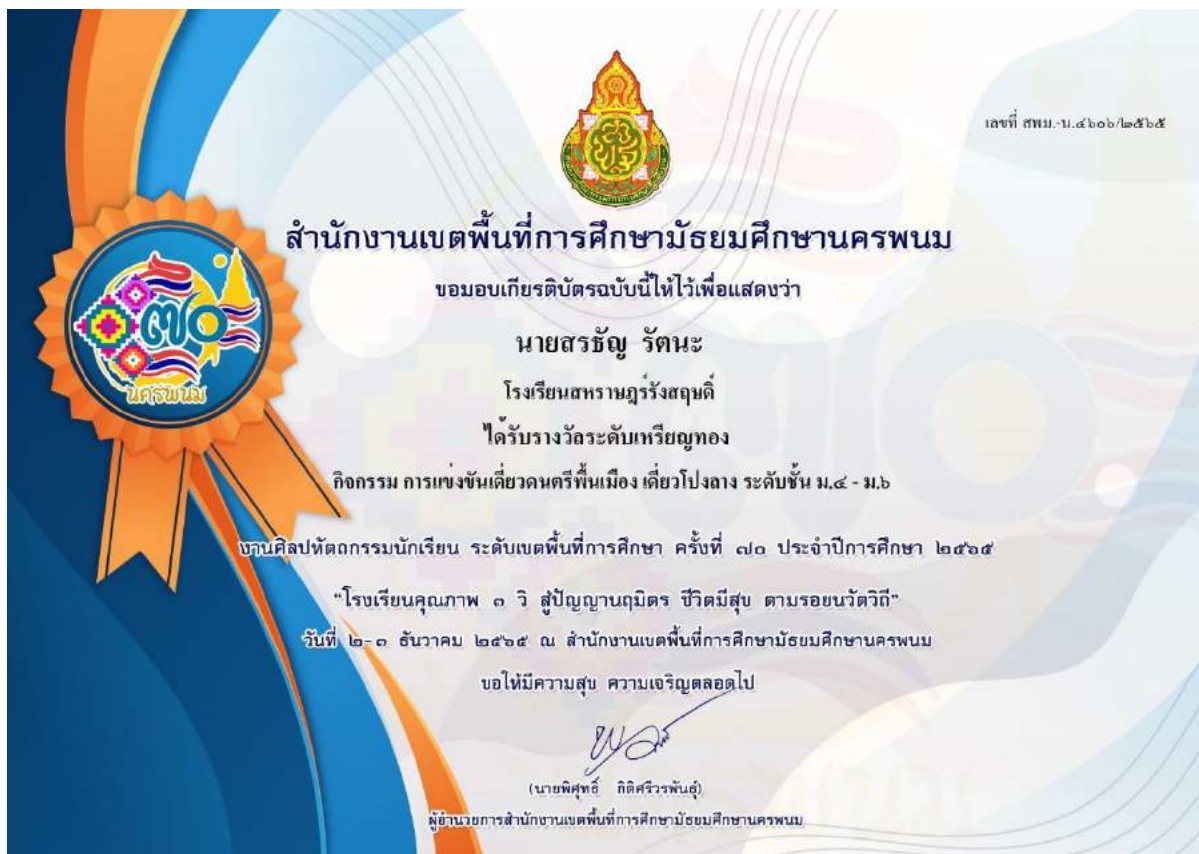 เลขที่ สพม.-น.๔๖๐๖/๒๕๖๕
สำนักงานเขตพื้นที่การศึกษามัธยมศึกษานครพนม
ขอมอบเกียรติบัตรฉบับนี้ให้ไว้เพื่อแสดงว่า
นายสรธัญ รัตนะ
โรงเรียนสหราษฎร์รังสฤษดิ์
ได้รับรางวัลระดับเหรียญทอง
กิจกรรม การแข่งขันเดี่ยวดนตรีพื้นเมือง เดี่ยวโปงลาง ระดับชั้น ม.๔ - ม.๖
งานศิลปหัตถกรรมนักเรียน ระดับเขตพื้นที่การศึกษา ครั้งที่ ๗๐ ประจำปีการศึกษา ๒๕๖๕
"โรงเรียนคุณภาพ ๓ วิ สู่ปัญญานฤมิตร ชีวิตมีสุข ตามรอยนวัตวิถี"
วันที่ ๒-๓ ธันวาคม ๒๕๖๕ ณ สำนักงานเขตพื้นที่การศึกษามัธยมศึกษานครพนม
ขอให้มีความสุข ความเจริญตลอดไป
(นายพิศุทธิ์ กิติศรีวรพันธุ์)
ผู้อำนวยการสำนักงานเขตพื้นที่การศึกษามัธยมศึกษานครพนม
๗๐
นครพนม